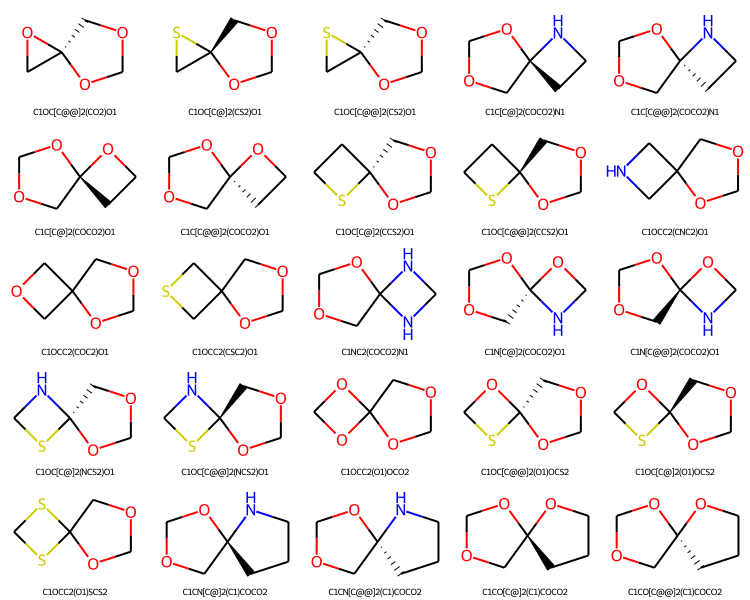 O O O C1OC[C@@]2(CO2)O1
S O O C1OC[C@]2(CS2)O1
S O O C1OC[C@@]2(CS2)O1
O O H N C1C[C@]2(COCO2)N1
O O H N C1C[C@@]2(COCO2)N1
O O O C1C[C@]2(COCO2)O1
O O O C1C[C@@]2(COCO2)O1
S O O C1OC[C@@]2(CCS2)O1
S O O C1OC[C@]2(CCS2)O1
HN O O C1OCC2(CNC2)O1
O O O C1OCC2(COC2)O1
S O O C1OCC2(CSC2)O1
O O H N N H C1NC2(COCO2)N1
O O O N H C1N[C@]2(COCO2)O1
O O O N H C1N[C@@]2(COCO2)O1
H N S O O C1OC[C@]2(NCS2)O1
H N S O O C1OC[C@@]2(NCS2)O1
O O O O C1OCC2(O1)OCO2
O S O O C1OC[C@@]2(O1)OCS2
O S O O C1OC[C@]2(O1)OCS2
S S O O C1OCC2(O1)SCS2
O O H N C1CN[C@]2(C1)COCO2
O O H N C1CN[C@@]2(C1)COCO2
O O O C1CO[C@]2(C1)COCO2
O O O C1CO[C@@]2(C1)COCO2